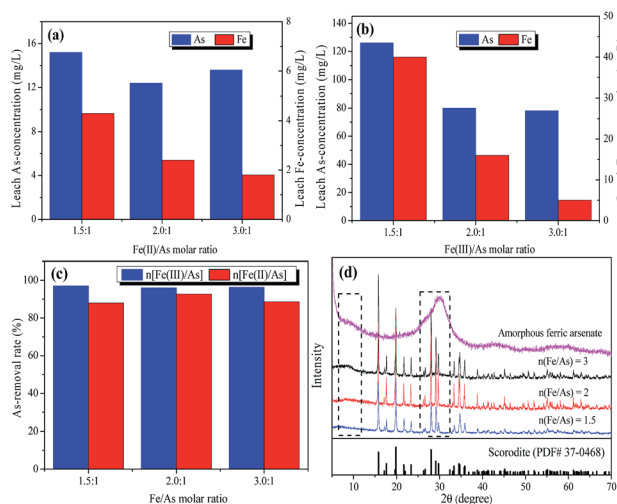 (a)
As
Fe
16
12
8
4
0
8
6
4
2
0
Leach As-concentration (mg/L)
Leach Fe-concentration (mg/L)
1.5:1 2.0:1 3.0:1
Fe(II)/As molar ratio
(b)
As
Fe
140
120
100
80
60
40
20
0
50
40
30
20
10
0
Leach As-concentration (mg/L)
1.5:1 2.0:1 3.0:1
Fe(III)/As molar ratio
(c)
n[Fe(III)/As]
n[Fe(II)/As]
100
80
60
40
20
0
As-removal rate (%)
1.5:1 2.0:1 3.0:1
Fe/As molar ratio
(d)
Amorphous ferric arsenate
n(Fe/As) = 3
n(Fe/As) = 2
n(Fe/As) = 1.5
Scorodite (PDF# 37-0468)
Intensity
10 20 30 40 50 60 70
2θ (degree)